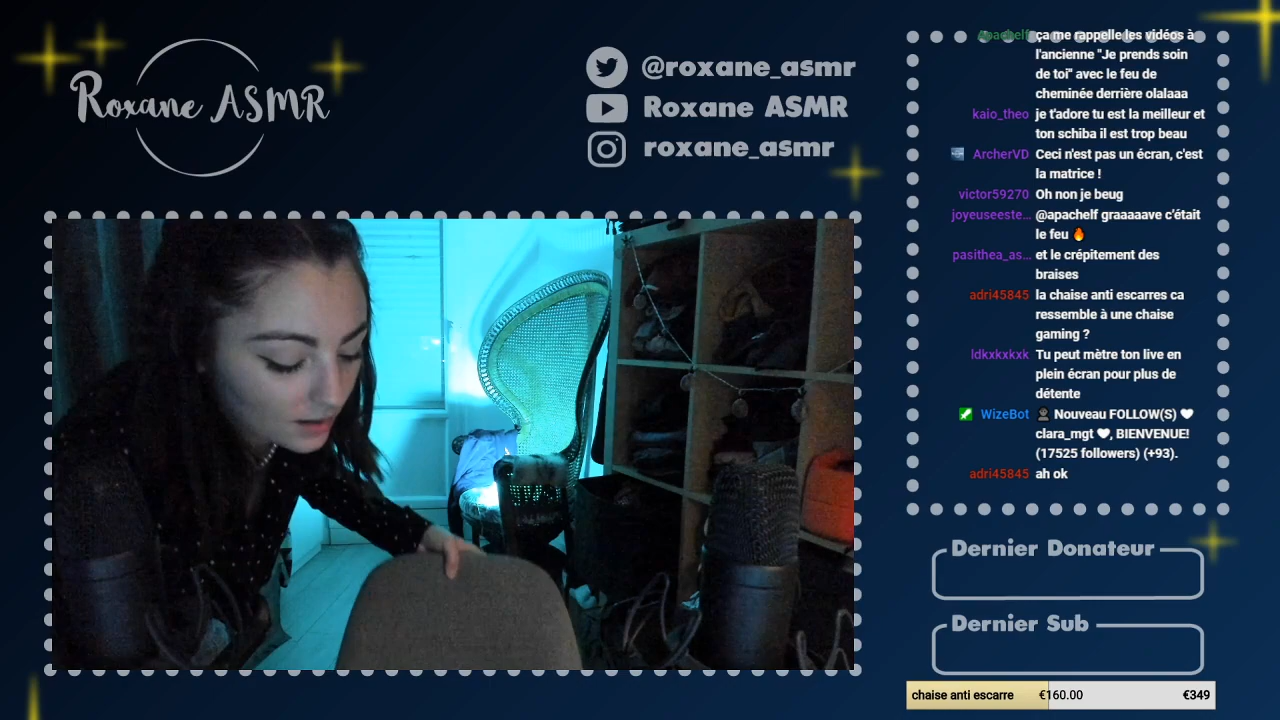 Roxane ASMR
@roxane_asmr
Roxane ASMR
roxane_asmr
Apachelf ça me rappelle les vidéos à
l'ancienne "Je prends soin
de toi" avec le feu de
cheminée derrière olalaaa
kaio_theo je t'adore tu est la meilleur et
ton schiba il est trop beau
ArcherVD Ceci n'est pas un écran, c'est
la matrice !
victor59270 Oh non je beug
joyeuseeste... @apachelf graaaaave c'était
le feu 🔥
pasithea_as... et le crépitement des
braises
adri45845 la chaise anti escarres ca
ressemble à une chaise
gaming ?
ldkxkxkxk Tu peut mètre ton live en
plein écran pour plus de
détente
WizeBot Nouveau FOLLOW(S)
clara_mgt , BIENVENUE!
(17525 followers) (+93).
adri45845 ah ok
Dernier Donateur
Dernier Sub
chaise anti escarre €160.00 €349